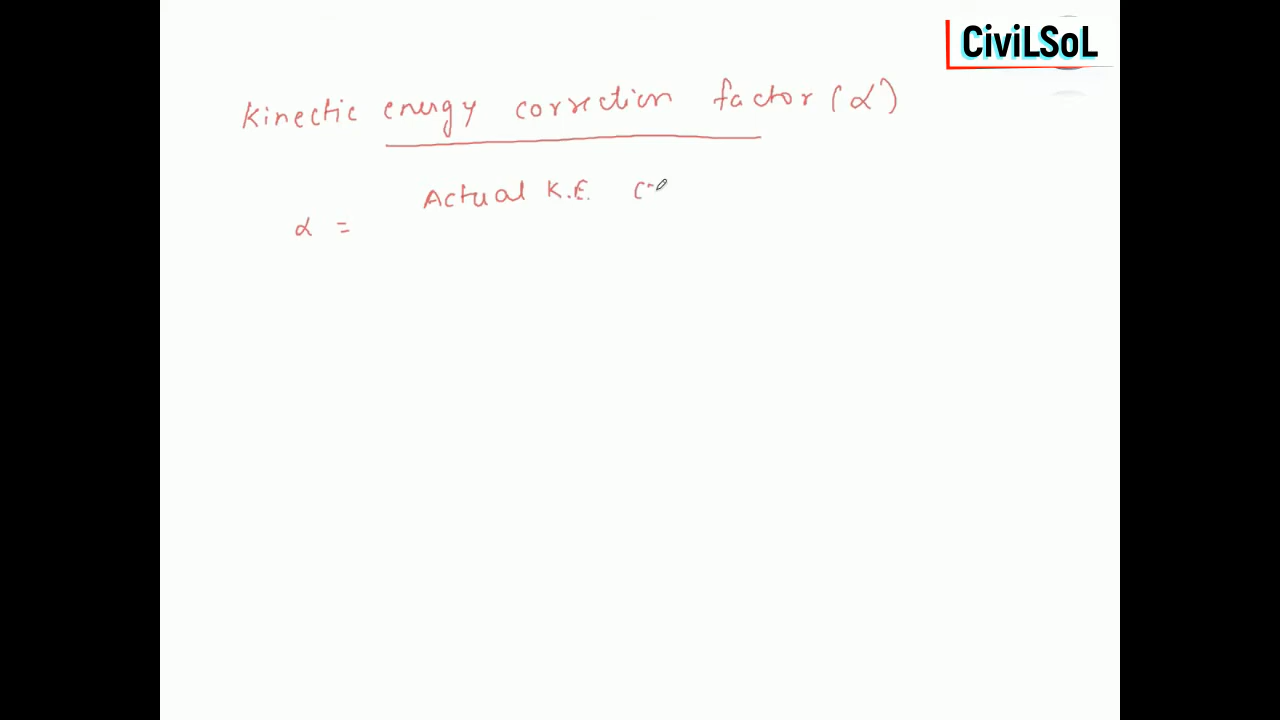 CiviLSoL
Kinectic energy correction factor (α)
Actual K.E.
α =